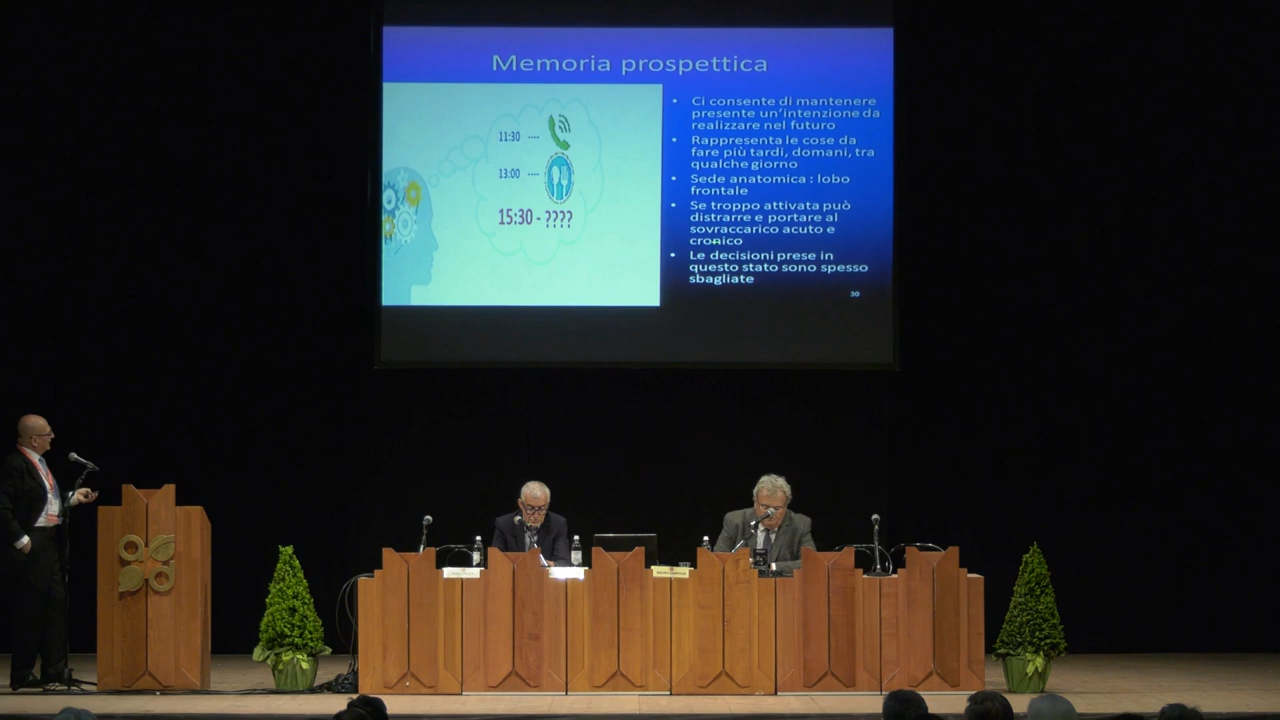 Memoria prospettica
11:30 ----
13:00 ----
15:30 - ????
• Ci consente di mantenere
presente un'intenzione da
realizzare nel futuro
• Rappresenta le cose da
fare più tardi, domani, tra
qualche giorno
• Sede anatomica : lobo
frontale
• Se troppo attivata può
distrarre e portare al
sovraccarico acuto e
cronico
• Le decisioni prese in
questo stato sono spesso
sbagliate
30